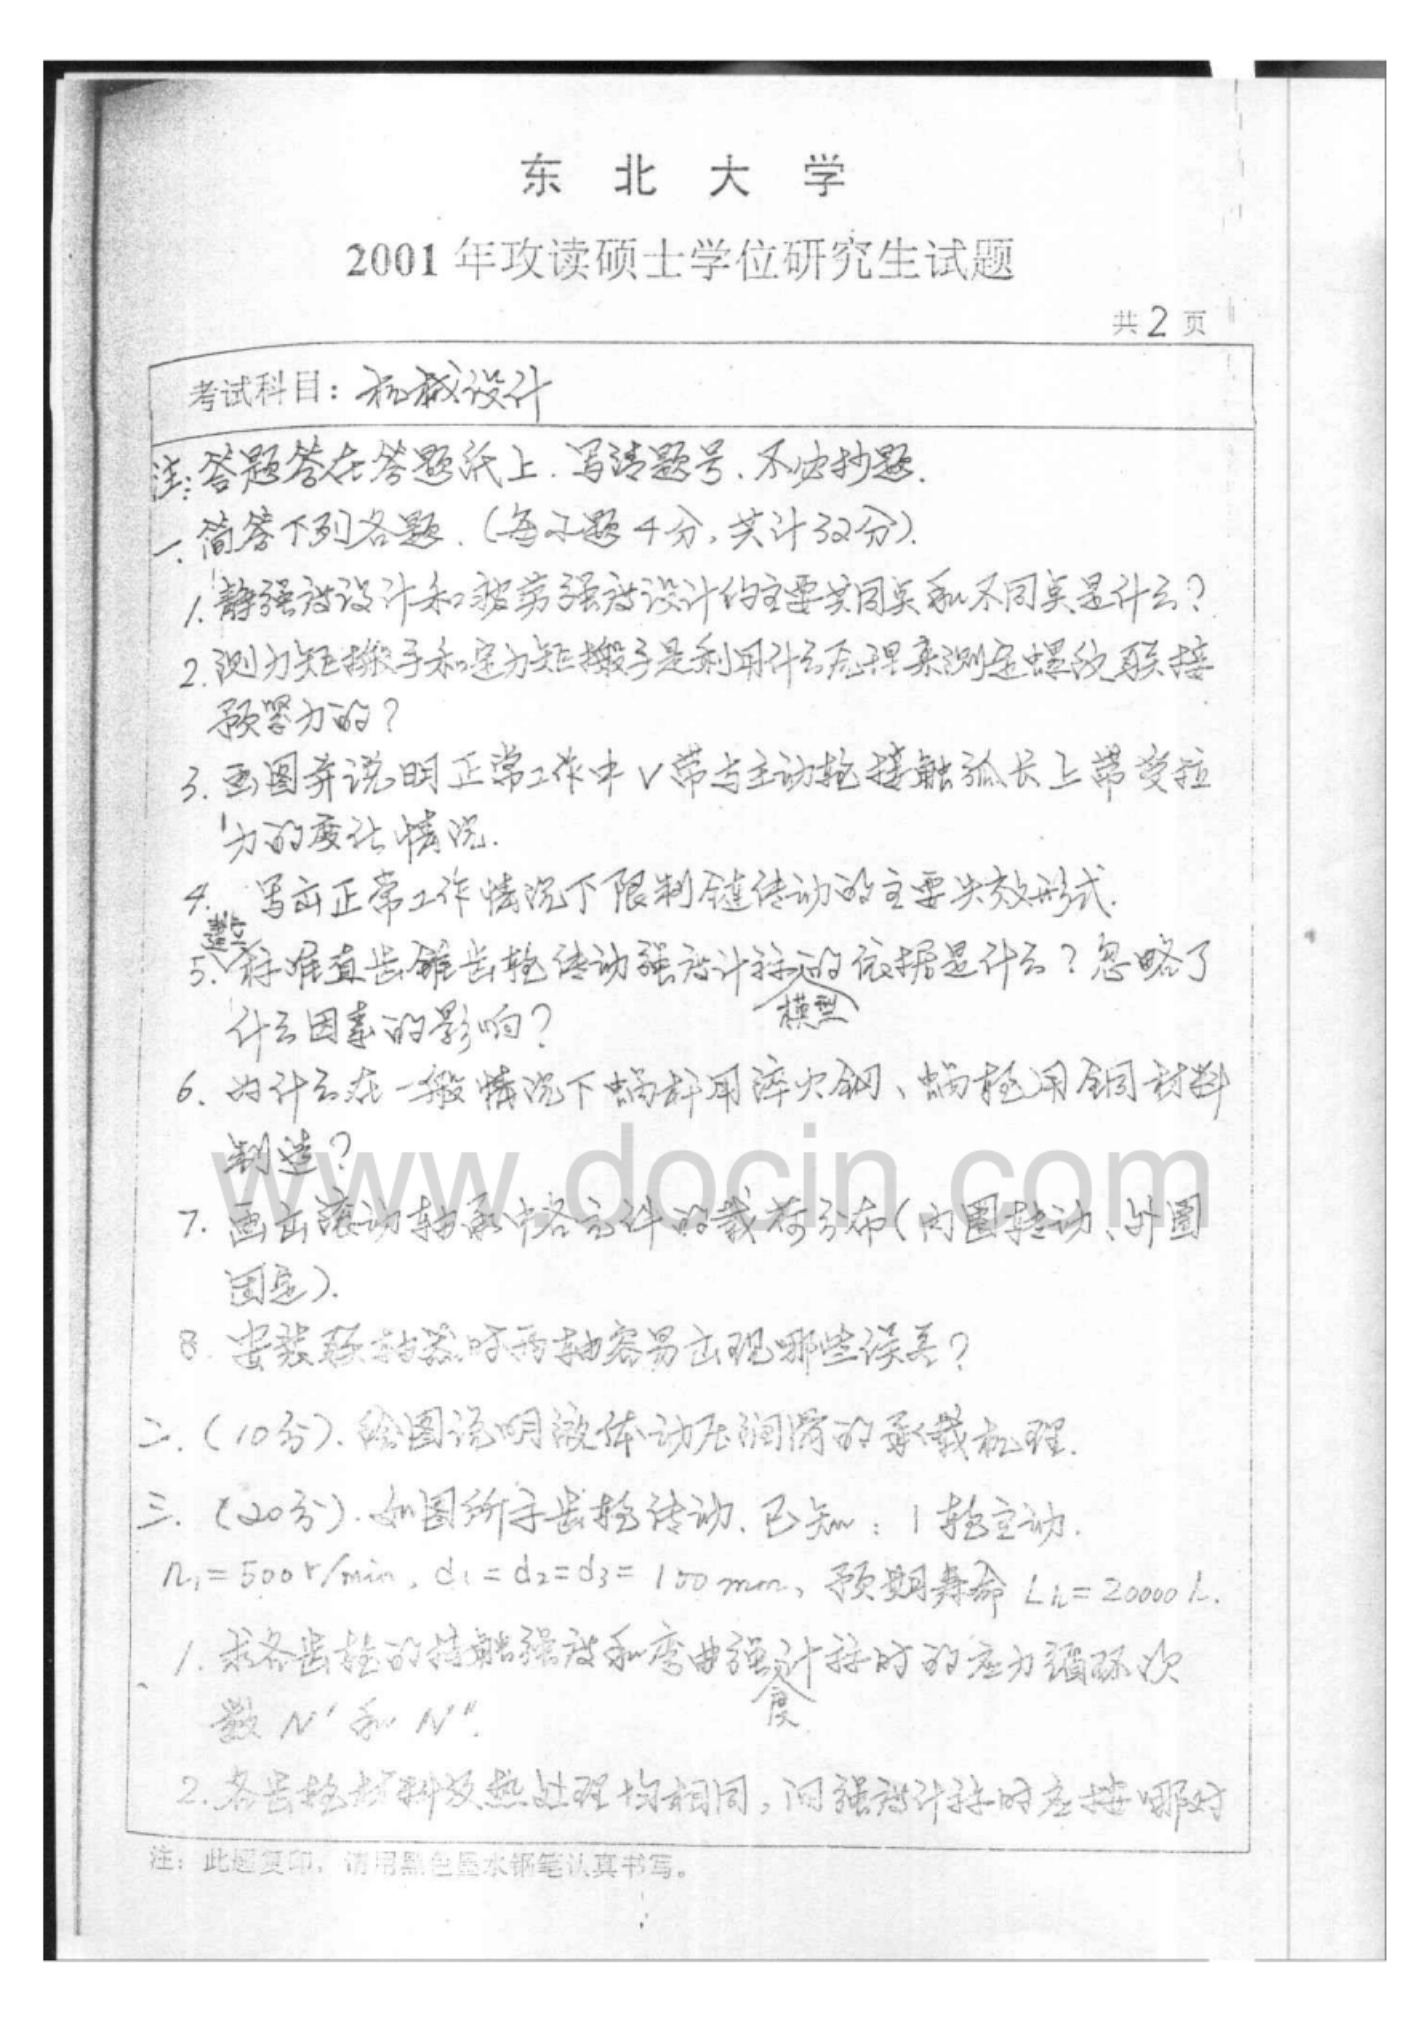 东北大学
2001年攻读硕士学位研究生试题
共2页
考试科目：机械设计
注：答题答在答题纸上．写清题号、不必抄题．
一．简答下列各题．（每小题4分，共计32分）．
1．静强度设计和疲劳强度设计的主要共同点和不同点是什么？
2．测力矩搬手和定力矩搬手是利用什么原理来测定螺纹联接
预紧力的？
3．画图并说明正常工作中V带与主动轮接触弧长上带受拉
力的变化情况．
4．写出正常工作情况下限制链传动的主要失效形式．
5．建立标准直齿锥齿轮传动强度计算模型的依据是什么？忽略了
什么因素的影响？
6．为什么在一般情况下蜗杆用淬火钢、蜗轮用铜材料
制造？
7．画出滚动轴承中各元件的载荷分布（内圈转动、外圈
固定）．
8．安装联轴器时两轴容易出现哪些误差？
二．（10分）．绘图说明液体动压润滑的承载机理．
三．（20分）．如图所示齿轮传动．已知：1轮主动．
n₁=500r/min，d₁=d₂=d₃=100mm，预期寿命Lh=20000h．
1．求各齿轮的接触强度和弯曲强度计算时的应力循环次
数N′和N″．
2．各齿轮材料及热处理均相同，问强度计算时应按哪对
注：此题复印，请用黑色墨水钢笔认真书写。
www.docin.com